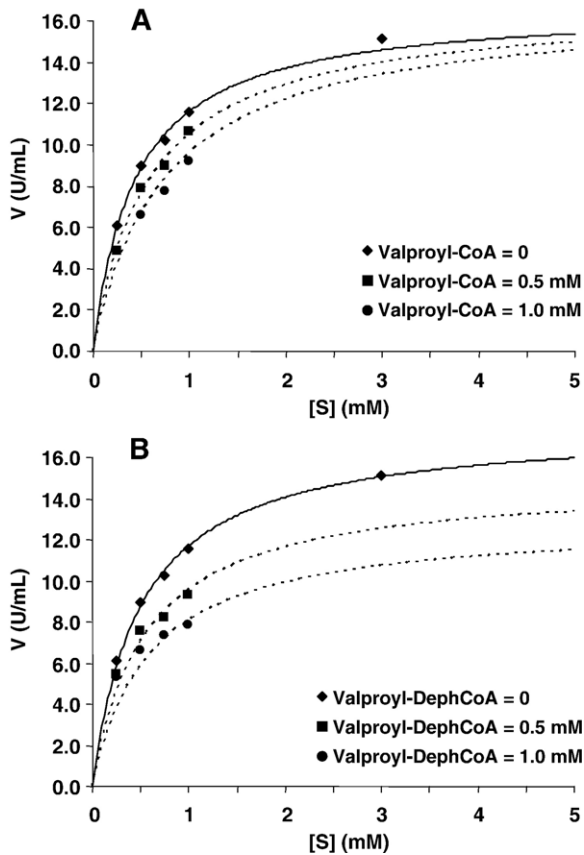 A
16.0
14.0
12.0
10.0
8.0
6.0
4.0
2.0
0.0
V (U/mL)
Valproyl-CoA = 0
Valproyl-CoA = 0.5 mM
Valproyl-CoA = 1.0 mM
0 1 2 3 4 5
[S] (mM)
B
16.0
14.0
12.0
10.0
8.0
6.0
4.0
2.0
0.0
V (U/mL)
Valproyl-DephCoA = 0
Valproyl-DephCoA = 0.5 mM
Valproyl-DephCoA = 1.0 mM
0 1 2 3 4 5
[S] (mM)